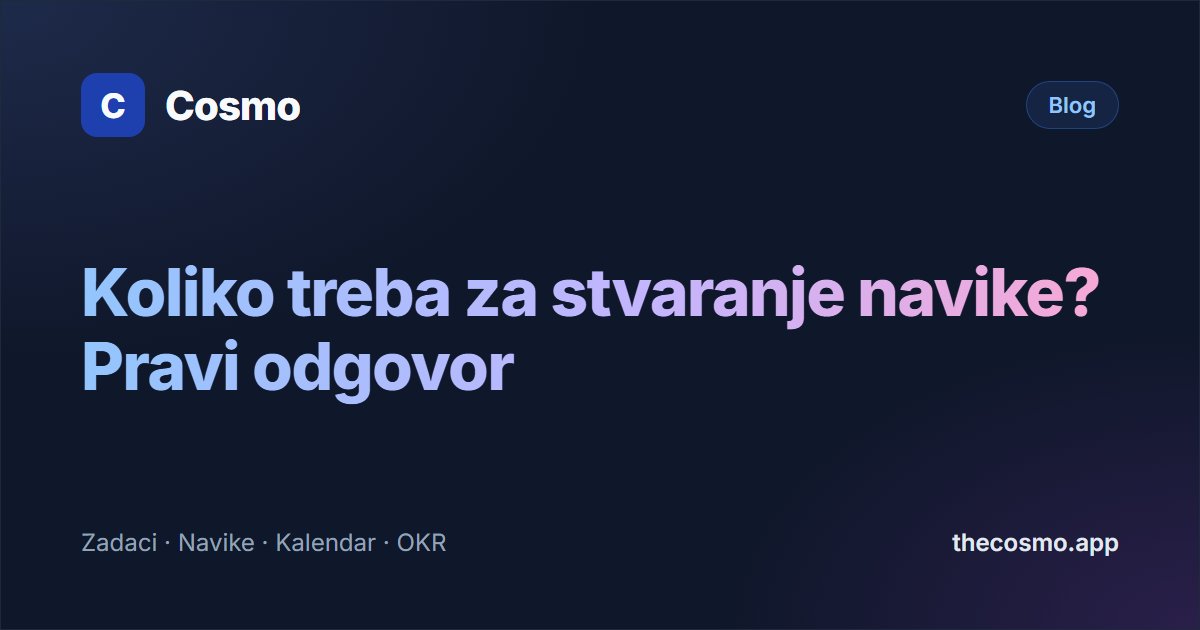 C
Cosmo
Blog
Koliko treba za stvaranje navike?
Pravi odgovor
Zadaci · Navike · Kalendar · OKR
thecosmo.app